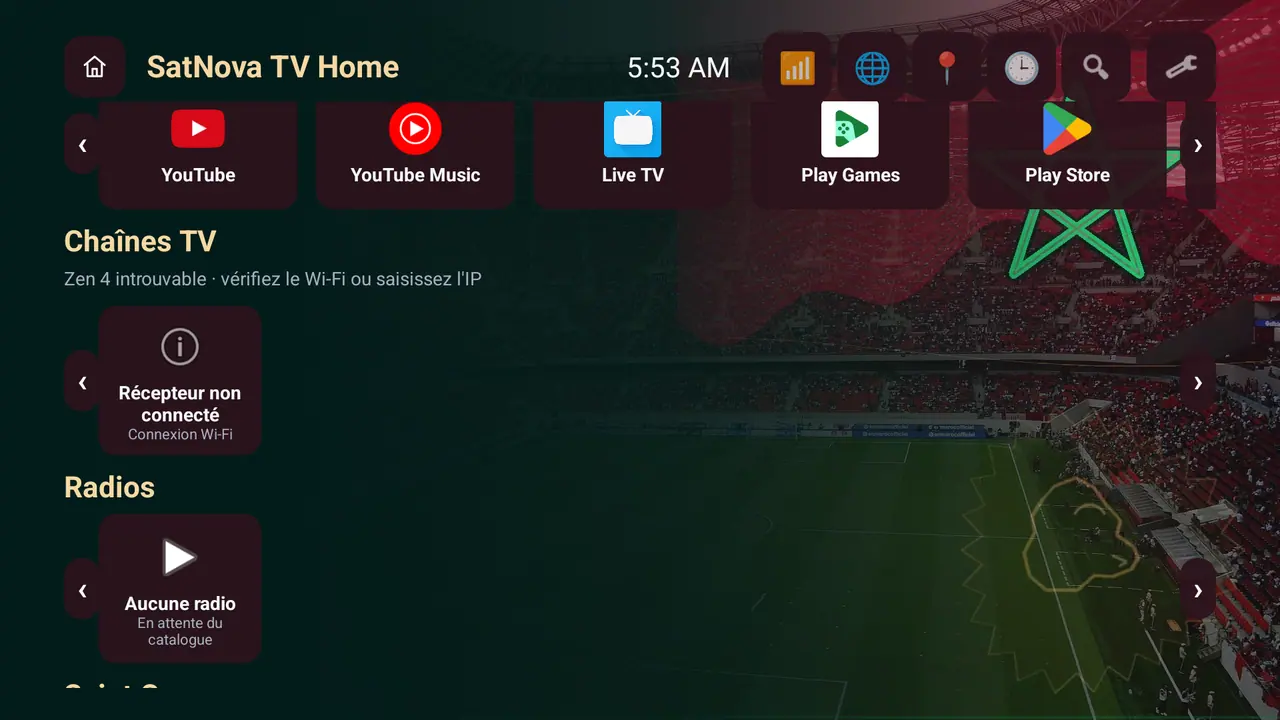 SatNova TV Home
5:53 AM
YouTube
YouTube Music
Live TV
Play Games
Play Store
Chaînes TV
Zen 4 introuvable · vérifiez le Wi-Fi ou saisissez l'IP
Récepteur non
connecté
Connexion Wi-Fi
Radios
Aucune radio
En attente du
catalogue